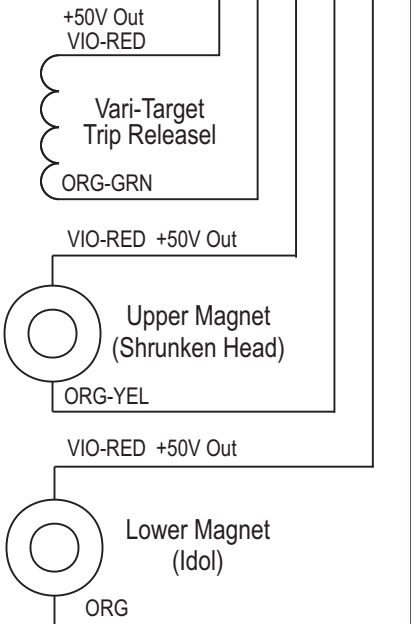 +50V Out
VIO-RED
Vari-Target
Trip Releasel
ORG-GRN
VIO-RED +50V Out
Upper Magnet
(Shrunken Head)
ORG-YEL
VIO-RED +50V Out
Lower Magnet
(Idol)
ORG